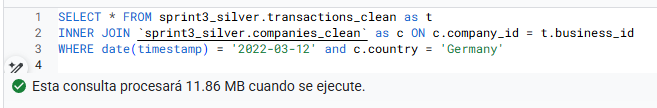 1 SELECT * FROM sprint3_silver.transactions_clean as t
2 INNER JOIN `sprint3_silver.companies_clean` as c ON c.company_id = t.business_id
3 WHERE date(timestamp) = '2022-03-12' and c.country = 'Germany'
4
Esta consulta procesará 11.86 MB cuando se ejecute.